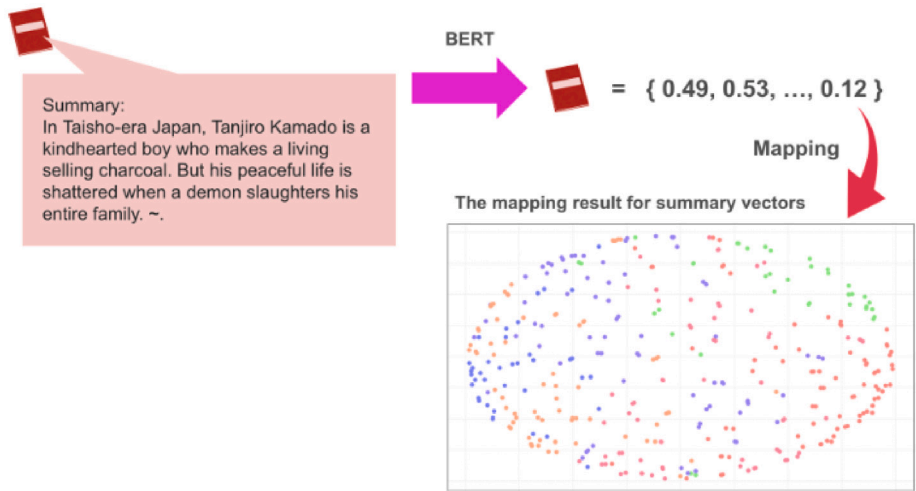 BERT
Summary:
In Taisho-era Japan, Tanjiro Kamado is a
kindhearted boy who makes a living
selling charcoal. But his peaceful life is
shattered when a demon slaughters his
entire family. ~.
= { 0.49, 0.53, …, 0.12 }
Mapping
The mapping result for summary vectors